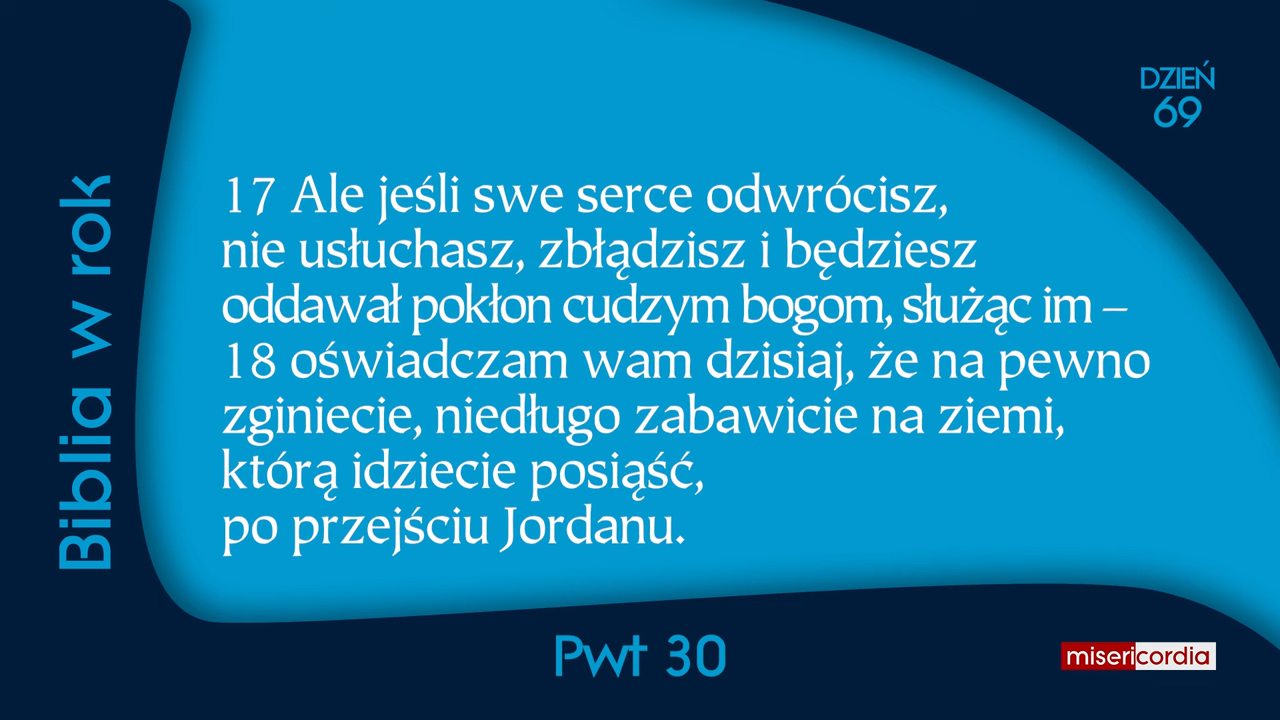 DZIEŃ
69
Biblia w rok
17 Ale jeśli swe serce odwrócisz,
nie usłuchasz, zbłądzisz i będziesz
oddawał pokłon cudzym bogom, służąc im –
18 oświadczam wam dzisiaj, że na pewno
zginiecie, niedługo zabawicie na ziemi,
którą idziecie posiąść,
po przejściu Jordanu.
Pwt 30
misericordia